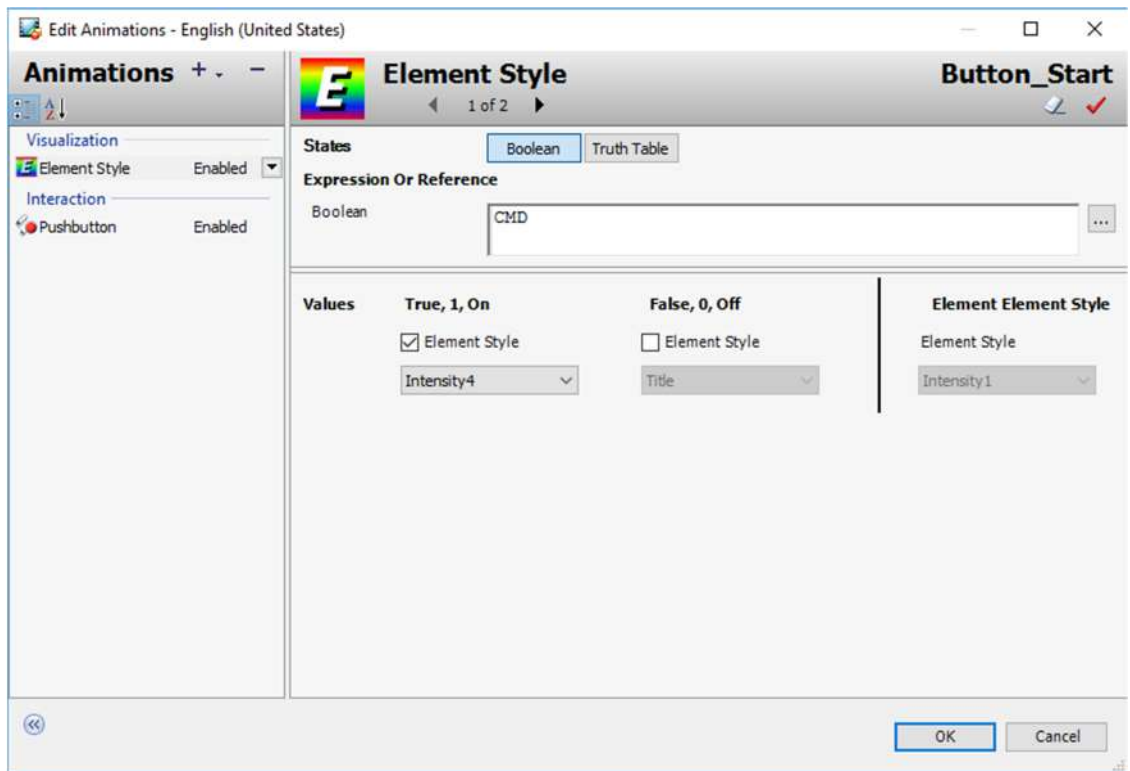 Edit Animations - English (United States)
Animations
Element Style
Button_Start
1 of 2
Visualization
Element Style Enabled
Interaction
Pushbutton Enabled
States Boolean Truth Table
Expression Or Reference
Boolean CMD ...
Values True, 1, On False, 0, Off Element Element Style
Element Style Element Style Element Style
Intensity4 Title Intensity1
OK Cancel